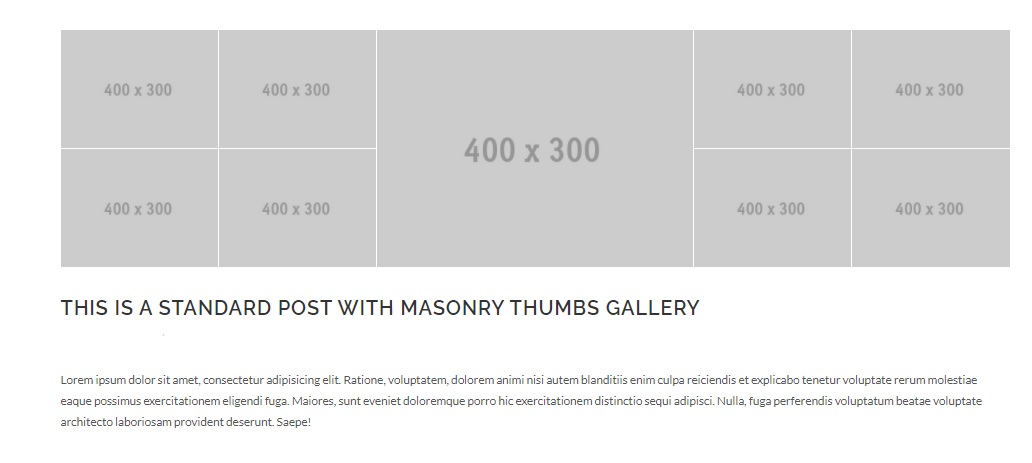 400 x 300
400 x 300
400 x 300
400 x 300
400 x 300
400 x 300
400 x 300
400 x 300
400 x 300
THIS IS A STANDARD POST WITH MASONRY THUMBS GALLERY
Lorem ipsum dolor sit amet, consectetur adipisicing elit. Ratione, voluptatem, dolorem animi nisi autem blanditiis enim culpa reiciendis et explicabo tenetur voluptate rerum molestiae
eaque possimus exercitationem eligendi fuga. Maiores, sunt eveniet doloremque porro hic exercitationem distinctio sequi adipisci. Nulla, fuga perferendis voluptatum beatae voluptate
architecto laboriosam provident deserunt. Saepe!